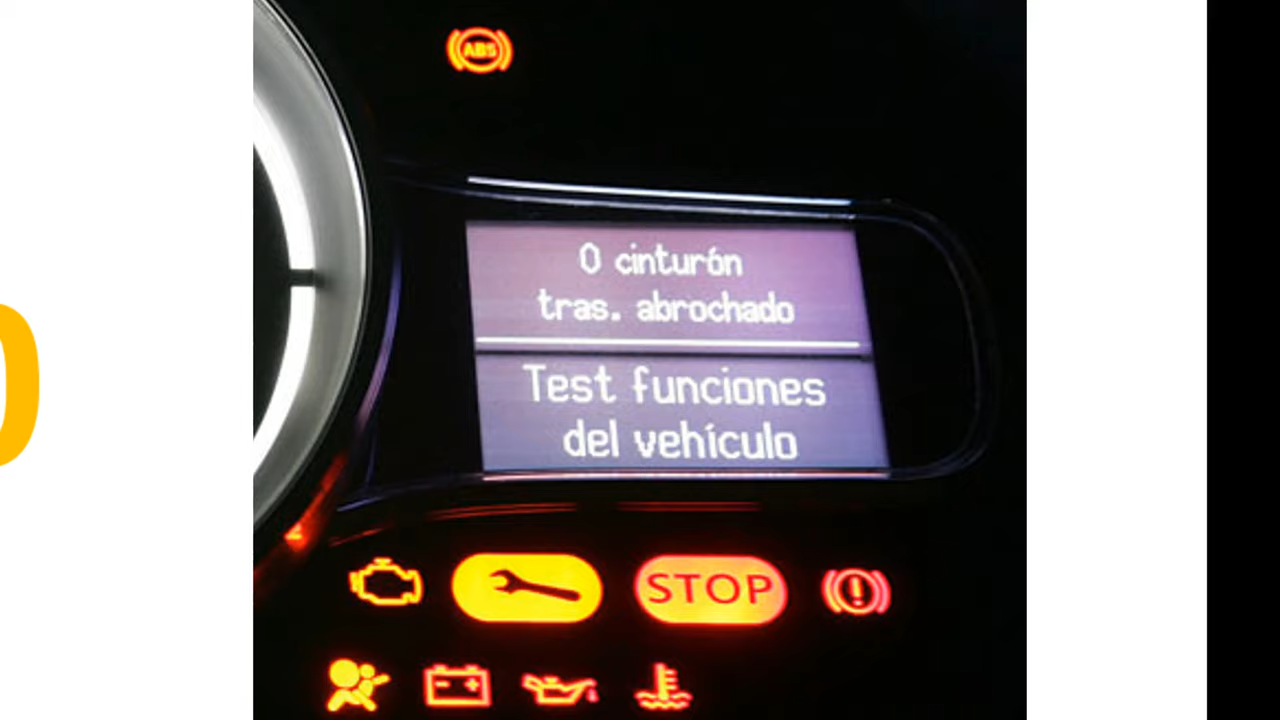 ABS
0 cinturón
tras. abrochado
Test funciones
del vehículo
STOP